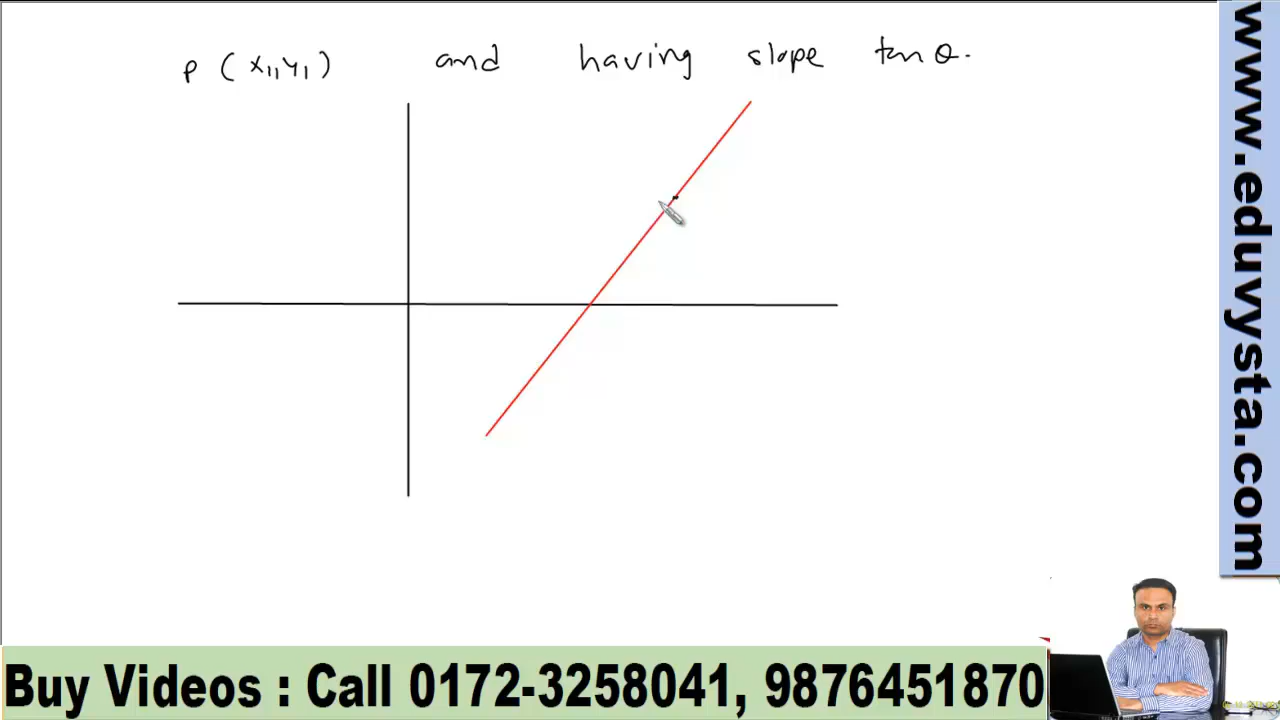 P (x₁,y₁) and having slope tan θ.
www.eduvysta.com
Buy Videos : Call 0172-3258041, 9876451870